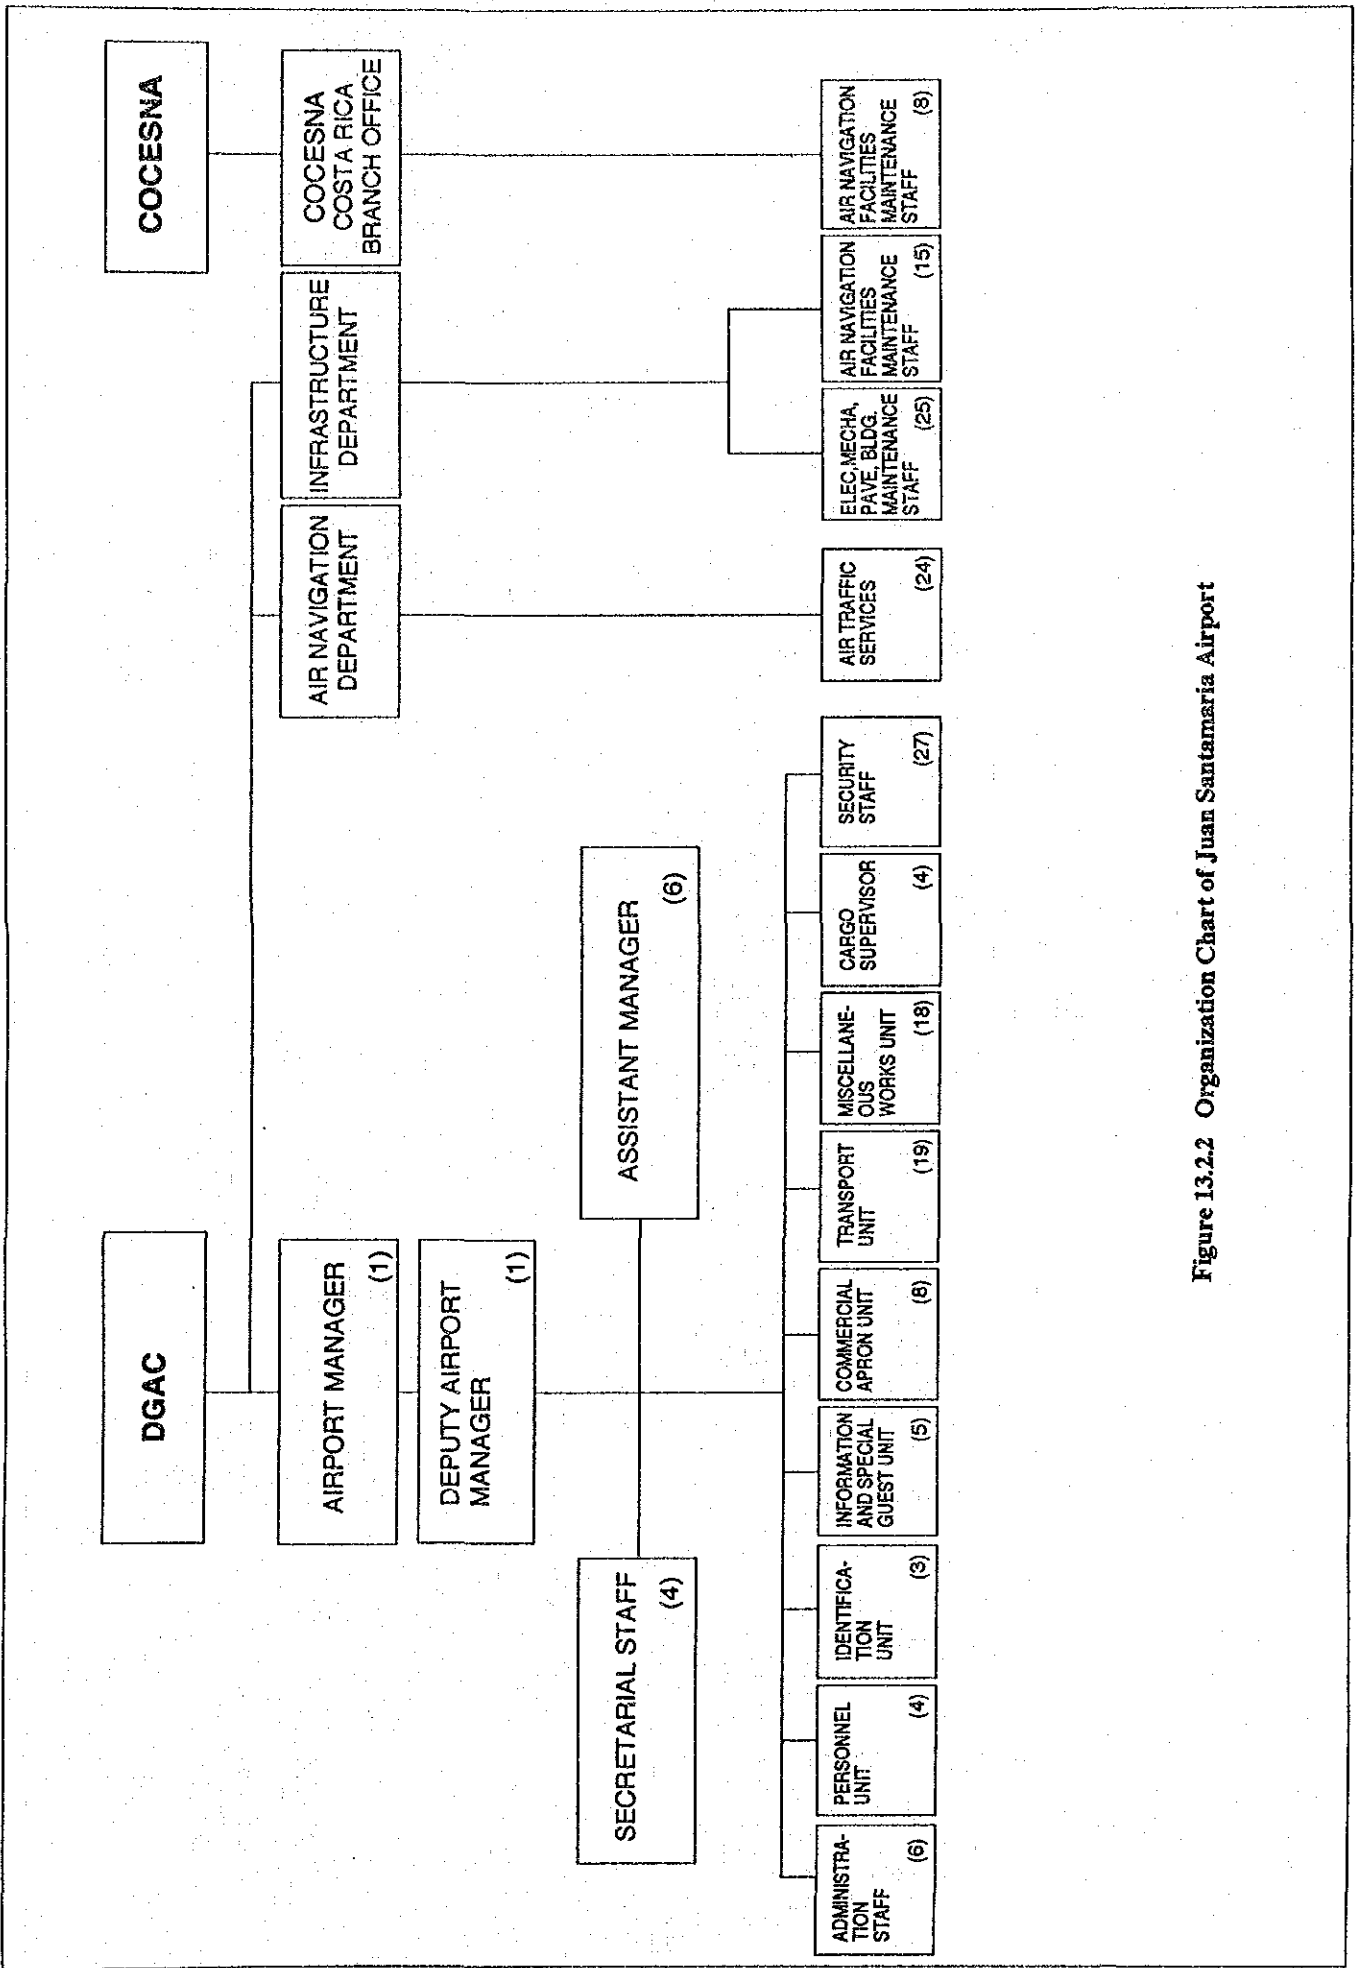 DGAC
COCESNA
AIRPORT MANAGER
(1)
AIR NAVIGATION
DEPARTMENT
INFRASTRUCTURE
DEPARTMENT
COCESNA
COSTA RICA
BRANCH OFFICE
DEPUTY AIRPORT
MANAGER
(1)
SECRETARIAL STAFF
(4)
ASSISTANT MANAGER
(6)
ADMINISTRA-
TION
STAFF
(6)
PERSONNEL
UNIT
(4)
IDENTIFICA-
TION
UNIT
(3)
INFORMATION
AND SPECIAL
GUEST UNIT
(5)
COMMERCIAL
APRON UNIT
(8)
TRANSPORT
UNIT
(19)
MISCELLANE-
OUS
WORKS UNIT
(18)
CARGO
SUPERVISOR
(4)
SECURITY
STAFF
(27)
AIR TRAFFIC
SERVICES
(24)
ELEC,MECHA,
PAVE, BLDG.
MAINTENANCE
STAFF
(25)
AIR NAVIGATION
FACILITIES
MAINTENANCE
STAFF
(15)
AIR NAVIGATION
FACILITIES
MAINTENANCE
STAFF
(8)
Figure 13.2.2 Organization Chart of Juan Santamaria Airport